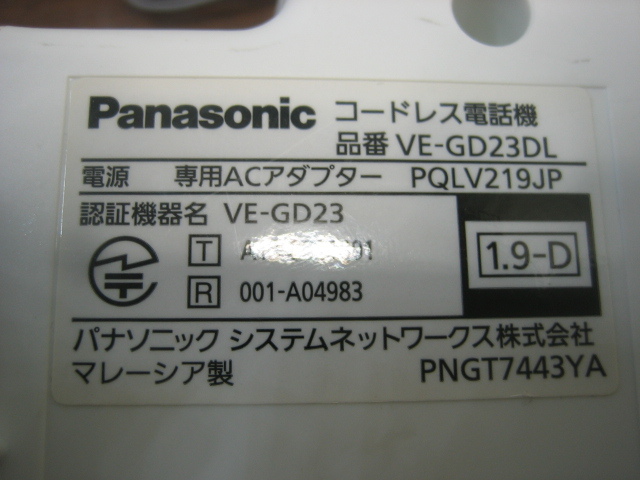 Panasonic コードレス電話機
品番 VE-GD23DL
電源 専用ACアダプター PQLV219JP
認証機器名 VE-GD23
T
R 001-A04983
1.9-D
パナソニック システムネットワークス株式会社
マレーシア製 PNGT7443YA